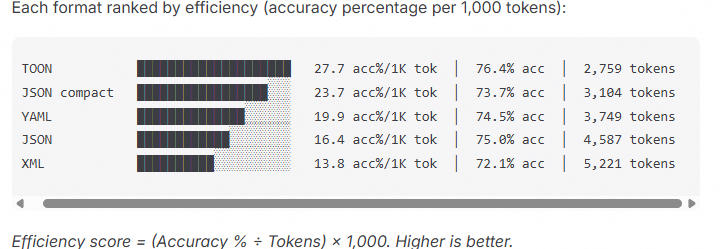 Each format ranked by efficiency (accuracy percentage per 1,000 tokens):
TOON 27.7 acc%/1K tok │ 76.4% acc │ 2,759 tokens
JSON compact 23.7 acc%/1K tok │ 73.7% acc │ 3,104 tokens
YAML 19.9 acc%/1K tok │ 74.5% acc │ 3,749 tokens
JSON 16.4 acc%/1K tok │ 75.0% acc │ 4,587 tokens
XML 13.8 acc%/1K tok │ 72.1% acc │ 5,221 tokens
Efficiency score = (Accuracy % ÷ Tokens) × 1,000. Higher is better.